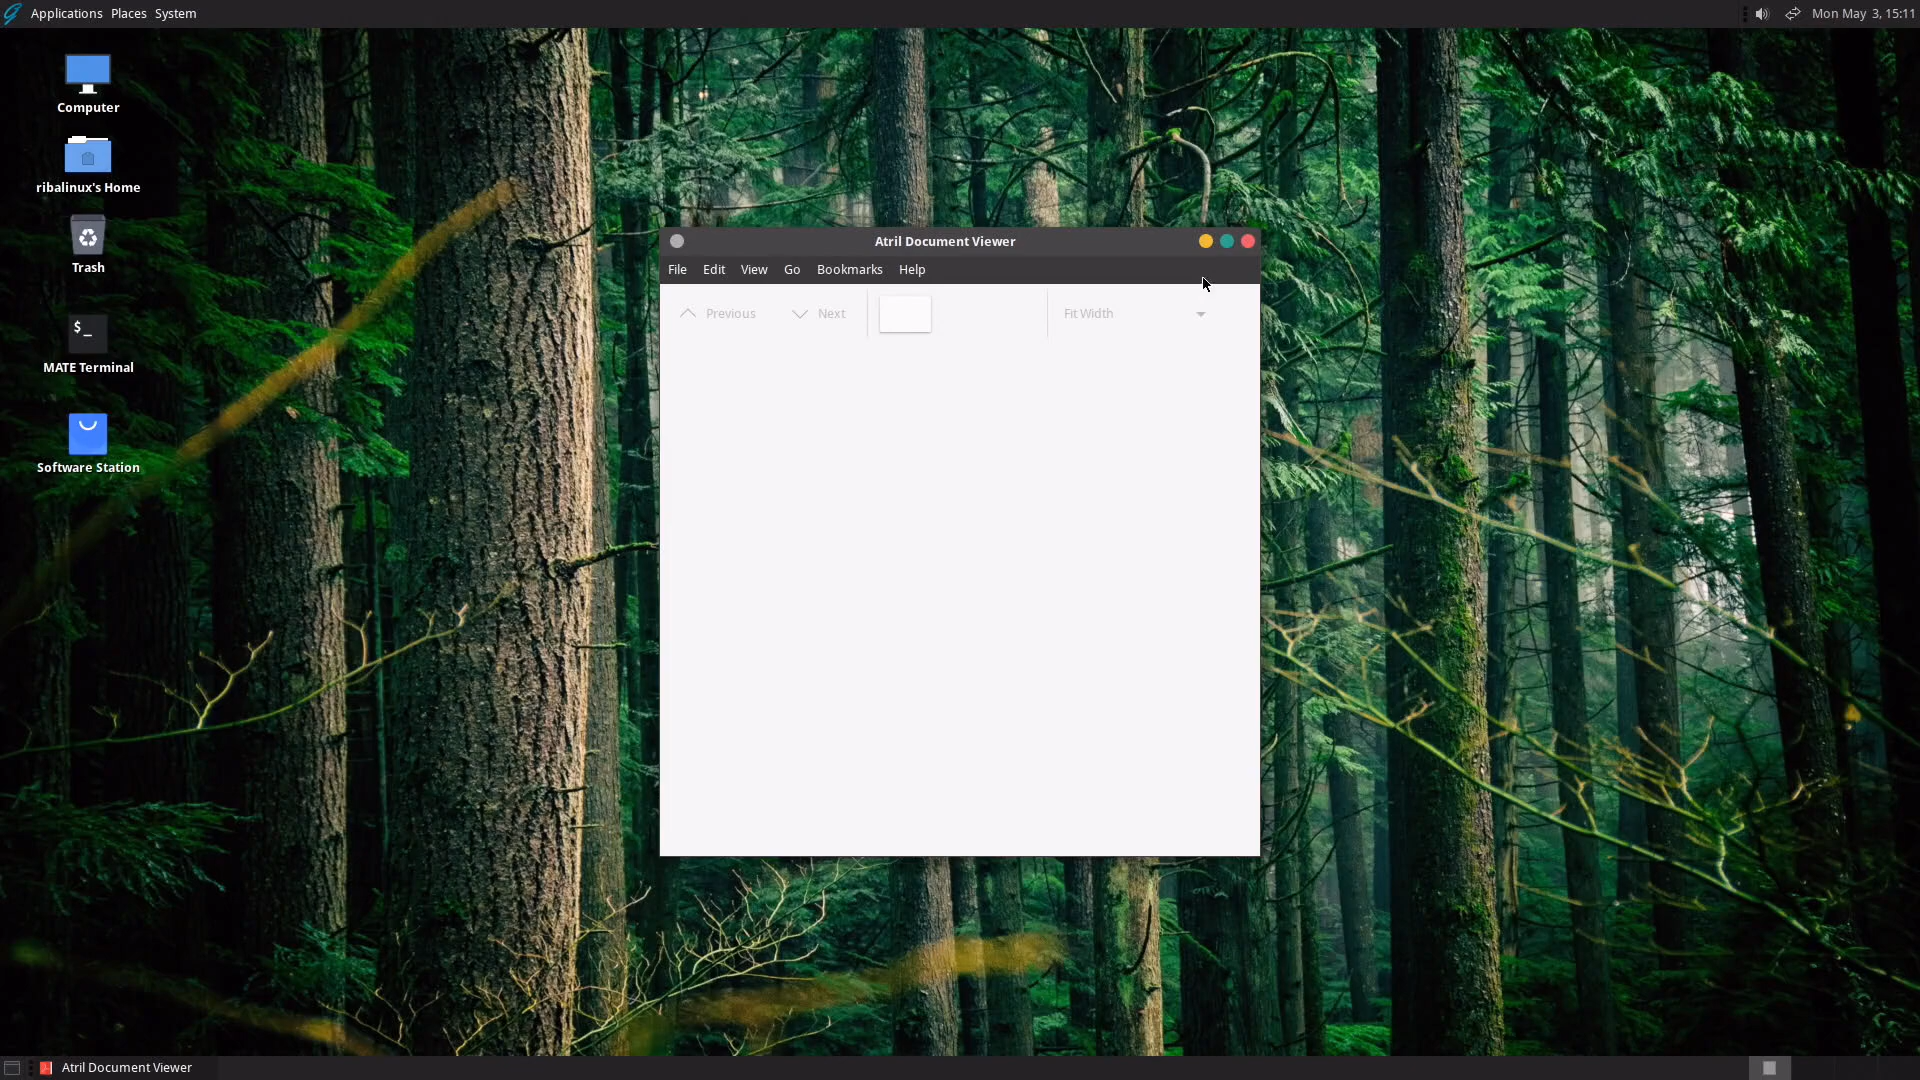 Applications Places System
Mon May 3, 15:11
Computer
ribalinux's Home
Trash
$_
MATE Terminal
Software Station
Atril Document Viewer
File Edit View Go Bookmarks Help
Previous Next Fit Width
Atril Document Viewer